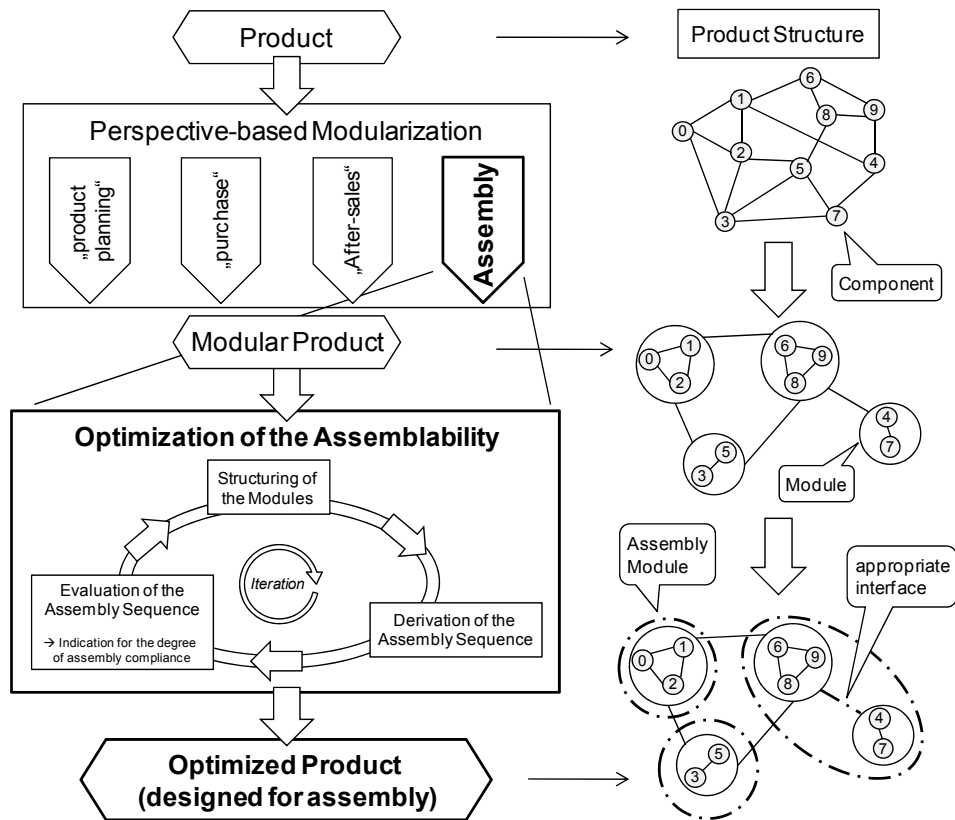 Product
Perspective-based Modularization
„product
planning“
„purchase“
„After-sales”
Assembly
Modular Product
Optimization of the Assemblability
Structuring of
the Modules
Iteration
Evaluation of the
Assembly Sequence
→ Indication for the degree
of assembly compliance
Derivation of the
Assembly Sequence
Optimized Product
(designed for assembly)
Product Structure
6
1
9
8
0
2
5
4
3
7
Component
1
0
2
6
9
8
5
3
4
7
Module
Assembly
Module
appropriate
interface
1
0
2
6
9
8
4
7
5
3